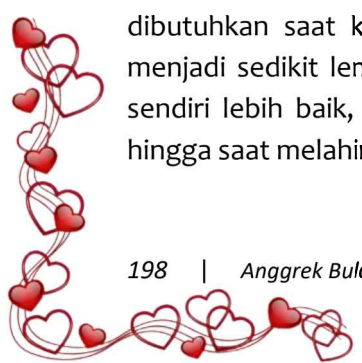 dibutuhkan saat
menjadi sedikit
sendiri lebih baik,
hingga saat
198 | Anggrek